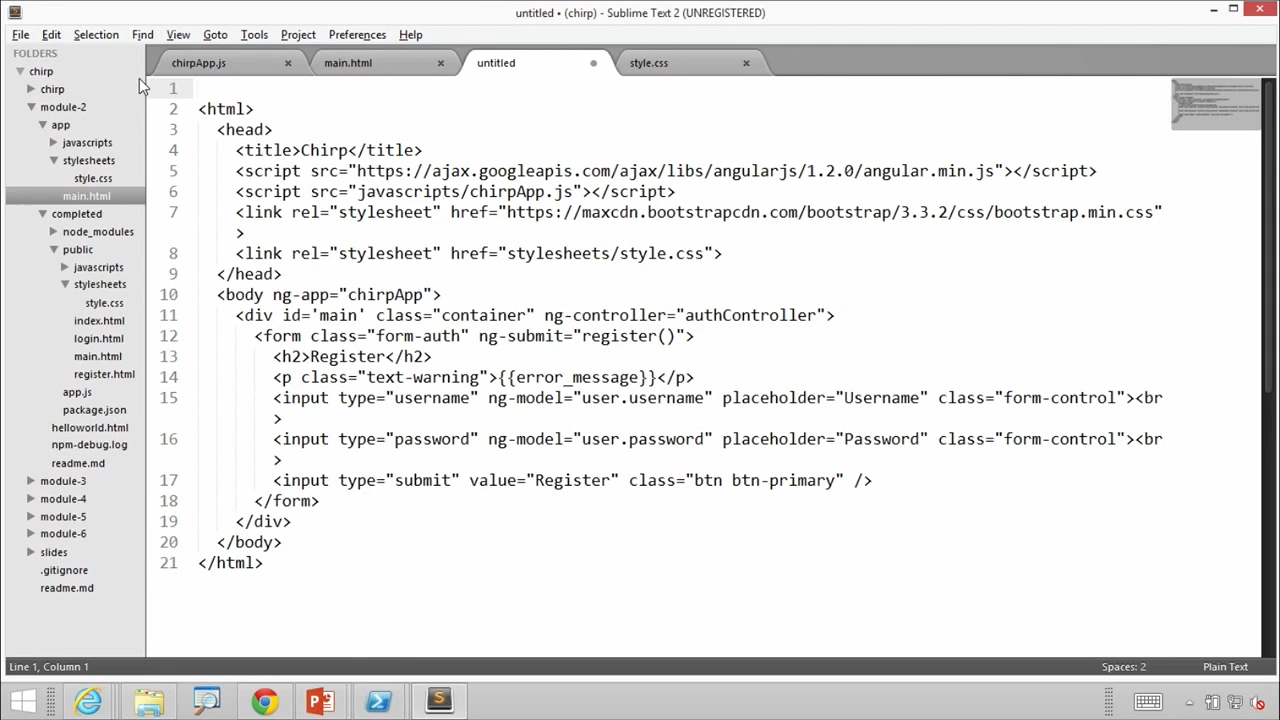 untitled • (chirp) - Sublime Text 2 (UNREGISTERED)
File Edit Selection Find View Goto Tools Project Preferences Help
FOLDERS
chirp
chirp
module-2
app
javascripts
stylesheets
style.css
main.html
completed
node_modules
public
javascripts
stylesheets
style.css
index.html
login.html
main.html
register.html
app.js
package.json
helloworld.html
npm-debug.log
readme.md
module-3
module-4
module-5
module-6
slides
.gitignore
readme.md
chirpApp.js main.html untitled style.css
1
2 <html>
3 <head>
4 <title>Chirp</title>
5 <script src="https://ajax.googleapis.com/ajax/libs/angularjs/1.2.0/angular.min.js"></script>
6 <script src="javascripts/chirpApp.js"></script>
7 <link rel="stylesheet" href="https://maxcdn.bootstrapcdn.com/bootstrap/3.3.2/css/bootstrap.min.css"
>
8 <link rel="stylesheet" href="stylesheets/style.css">
9 </head>
10 <body ng-app="chirpApp">
11 <div id='main' class="container" ng-controller="authController">
12 <form class="form-auth" ng-submit="register()">
13 <h2>Register</h2>
14 <p class="text-warning">{{error_message}}</p>
15 <input type="username" ng-model="user.username" placeholder="Username" class="form-control"><br
>
16 <input type="password" ng-model="user.password" placeholder="Password" class="form-control"><br
>
17 <input type="submit" value="Register" class="btn btn-primary" />
18 </form>
19 </div>
20 </body>
21 </html>
Line 1, Column 1 Spaces: 2 Plain Text